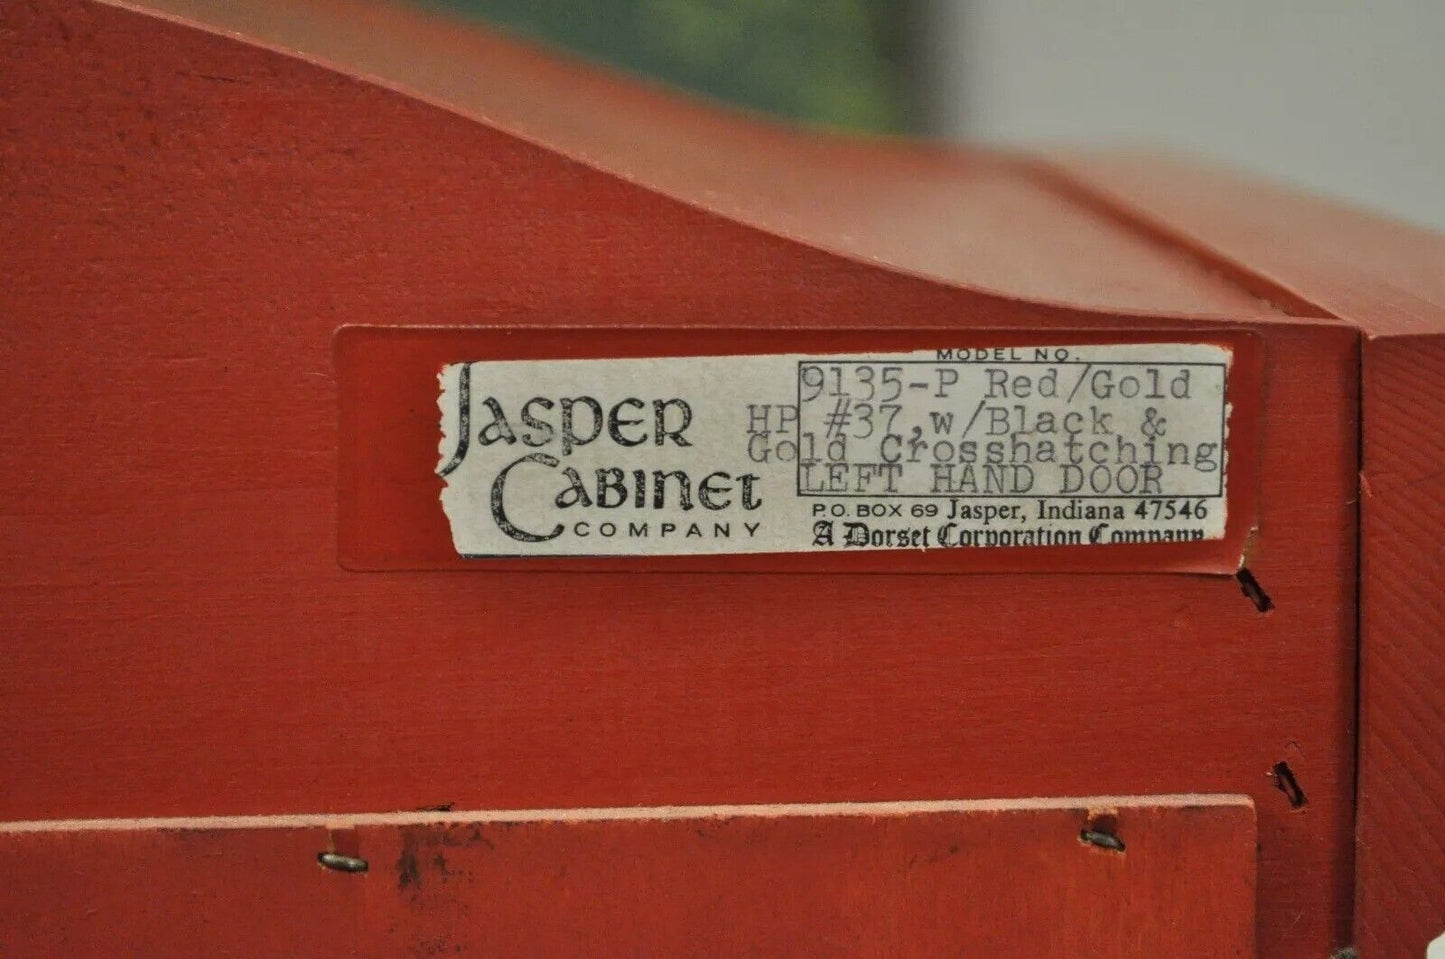 JASPER
CABINET
COMPANY
MODEL NO.
9135-P Red/Gold
HP #37,w/Black &
Gold Crosshatching
LEFT HAND DOOR
P.O. BOX 69 Jasper, Indiana 47546
A Dorset Corporation Company